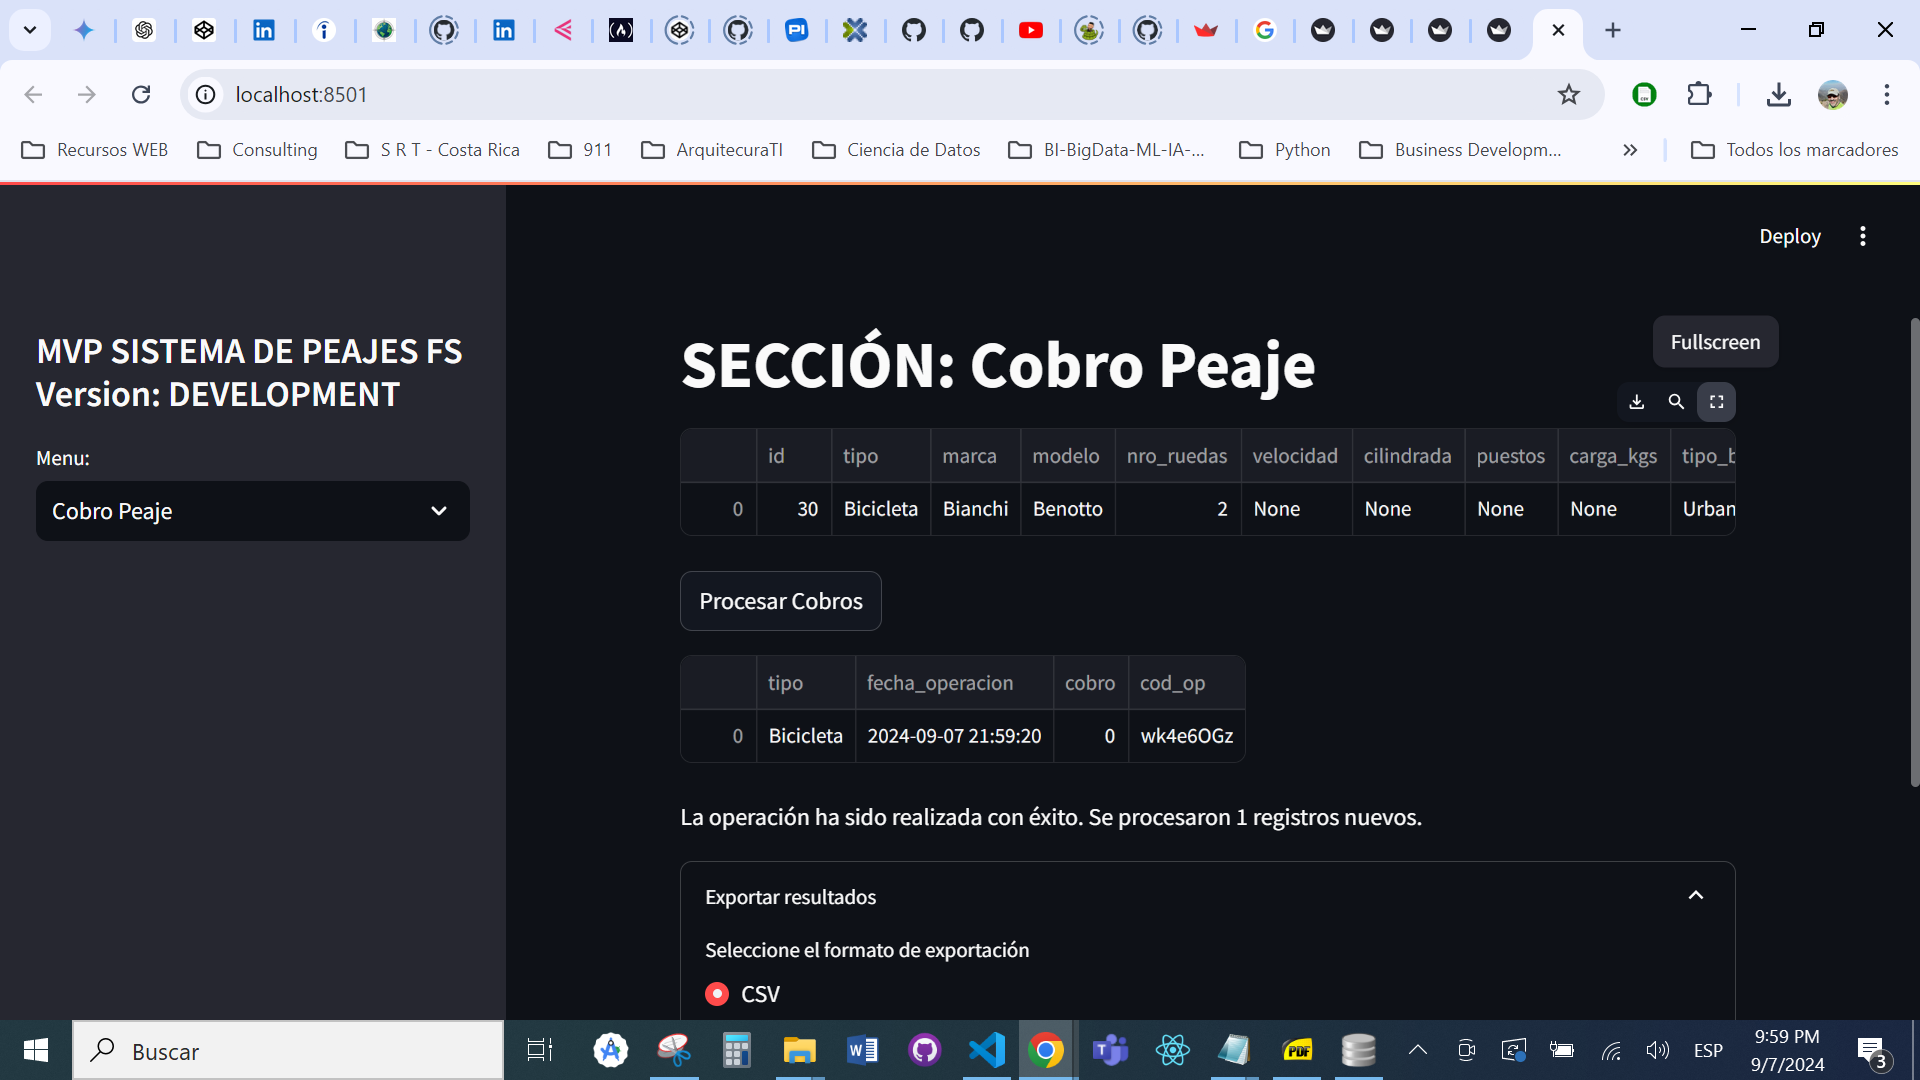 localhost:8501
Recursos WEB
Consulting
S R T - Costa Rica
911
ArquitecuraTI
Ciencia de Datos
BI-BigData-ML-IA-...
Python
Business Developm...
Todos los marcadores
Deploy
MVP SISTEMA DE PEAJES FS
Version: DEVELOPMENT
Menu:
Cobro Peaje
SECCIÓN: Cobro Peaje
Fullscreen
id tipo marca modelo nro_ruedas velocidad cilindrada puestos carga_kgs tipo_b
0 30 Bicicleta Bianchi Benotto 2 None None None None Urban
Procesar Cobros
tipo fecha_operacion cobro cod_op
0 Bicicleta 2024-09-07 21:59:20 0 wk4e6OGz
La operación ha sido realizada con éxito. Se procesaron 1 registros nuevos.
Exportar resultados
Seleccione el formato de exportación
CSV
Buscar
ESP
9:59 PM
9/7/2024
3